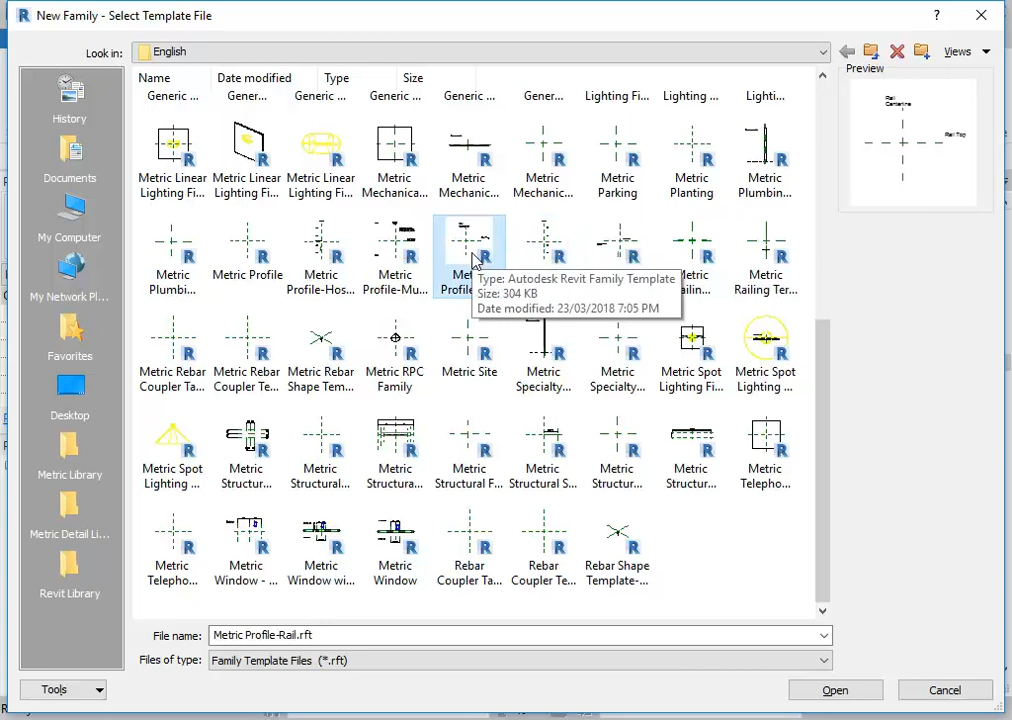 New Family - Select Template File
Look in:
English
Views
Name
Date modified
Type
Size
Preview
Generic ...
Gener...
Generic ...
Generic ...
Generic ...
Gener...
Lighting Fi...
Lighting ...
Lighti...
Rail
Centerline
Rail Top
History
Documents
My Computer
My Network Pl...
Favorites
Desktop
Metric Library
Metric Detail Li...
Revit Library
Metric Linear
Lighting Fi...
Metric Linear
Lighting Fi...
Metric Linear
Lighting Fi...
Metric
Mechanica...
Metric
Mechanic...
Metric
Mechanic...
Metric
Parking
Metric
Planting
Metric
Plumbin...
Metric
Plumbi...
Metric Profile
Metric
Profile-Hos...
Metric
Profile-Mu...
Type: Autodesk Revit Family Template
Size: 304 KB
Date modified: 23/03/2018 7:05 PM
Metric
Railing Ter...
Metric Rebar
Coupler Ta...
Metric Rebar
Coupler Te...
Metric Rebar
Shape Tem...
Metric RPC
Family
Metric Site
Metric
Specialty...
Metric
Specialty...
Metric Spot
Lighting Fi...
Metric Spot
Lighting ...
Metric Spot
Lighting ...
Metric
Structur...
Metric
Structural...
Metric
Structura...
Metric
Structural F...
Metric
Structural S...
Metric
Structur...
Metric
Structur...
Metric
Telepho...
Metric
Telepho...
Metric
Window - ...
Metric
Window wi...
Metric
Window
Rebar
Coupler Ta...
Rebar
Coupler Te...
Rebar Shape
Template-...
File name:
Metric Profile-Rail.rft
Files of type:
Family Template Files (*.rft)
Tools
Open
Cancel